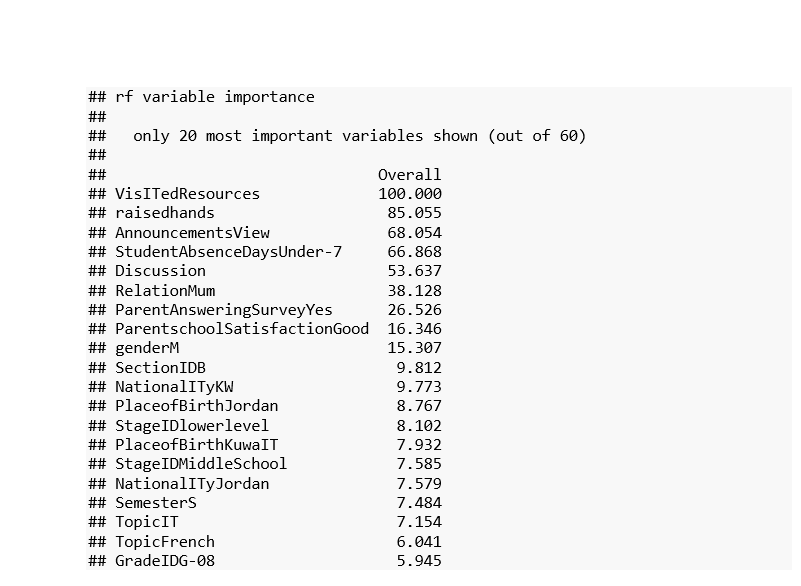 ## rf variable importance
##
##   only 20 most important variables shown (out of 60)
##
##                              Overall
## VisITedResources             100.000
## raisedhands                   85.055
## AnnouncementsView             68.054
## StudentAbsenceDaysUnder-7     66.868
## Discussion                    53.637
## RelationMum                   38.128
## ParentAnsweringSurveyYes      26.526
## ParentschoolSatisfactionGood  16.346
## genderM                       15.307
## SectionIDB                     9.812
## NationalITyKW                  9.773
## PlaceofBirthJordan             8.767
## StageIDlowerlevel              8.102
## PlaceofBirthKuwaIT             7.932
## StageIDMiddleSchool            7.585
## NationalITyJordan              7.579
## SemesterS                      7.484
## TopicIT                        7.154
## TopicFrench                    6.041
## GradeIDG-08                    5.945